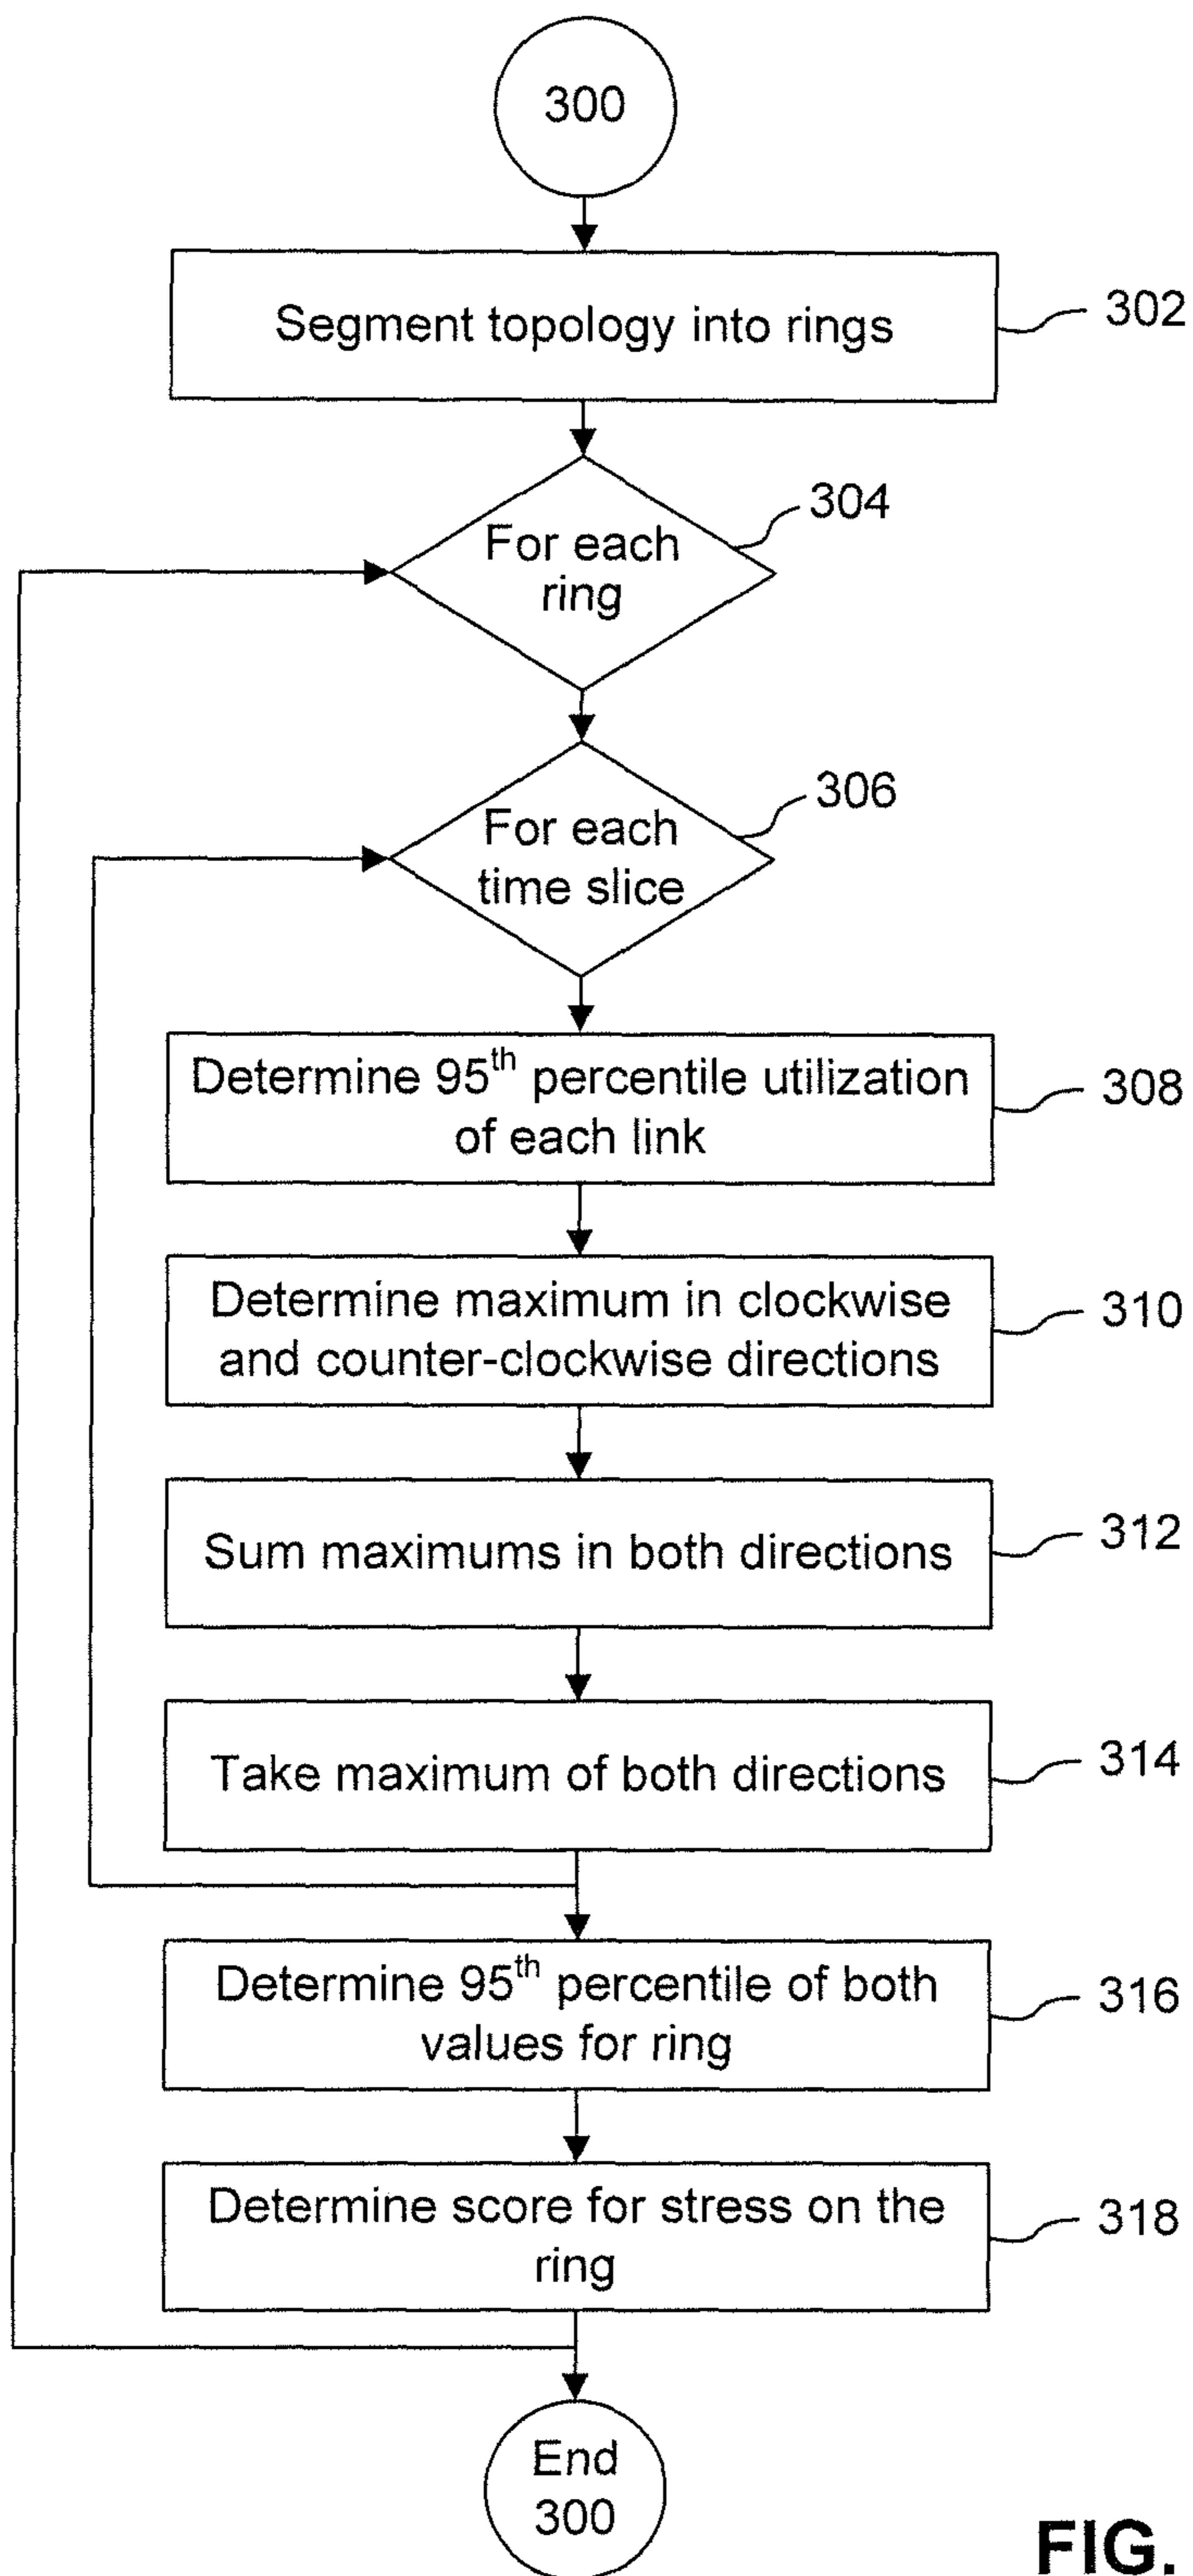 300
Segment topology into rings
302
For each
ring
304
For each
time slice
306
Determine 95th percentile utilization
of each link
308
Determine maximum in clockwise
and counter-clockwise directions
310
Sum maximums in both directions
312
Take maximum of both directions
314
Determine 95th percentile of both
values for ring
316
Determine score for stress on the
ring
318
End
300
FIG.